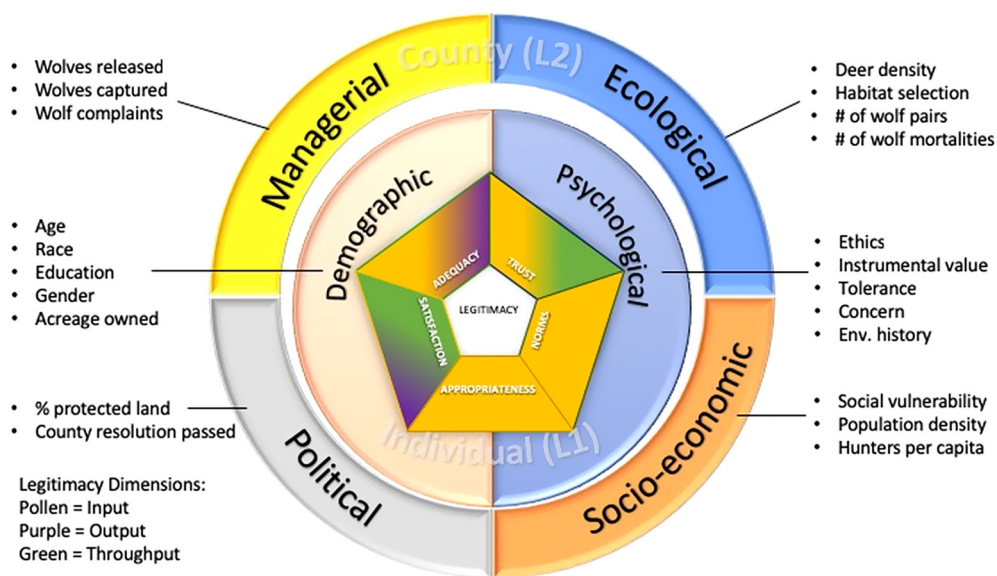 County (L2)
Managerial
Ecological
• Wolves released
• Wolves captured
• Wolf complaints
• Deer density
• Habitat selection
• # of wolf pairs
• # of wolf mortalities
Demographic
Psychological
• Age
• Race
• Education
• Gender
• Acreage owned
• Ethics
• Instrumental value
• Tolerance
• Concern
• Env. history
ADEQUACY
TRUST
LEGITIMACY
SATISFACTION
NORMS
APPROPRIATENESS
Individual (L1)
• % protected land
• County resolution passed
• Social vulnerability
• Population density
• Hunters per capita
Political
Socio-economic
Legitimacy Dimensions:
Pollen = Input
Purple = Output
Green = Throughput